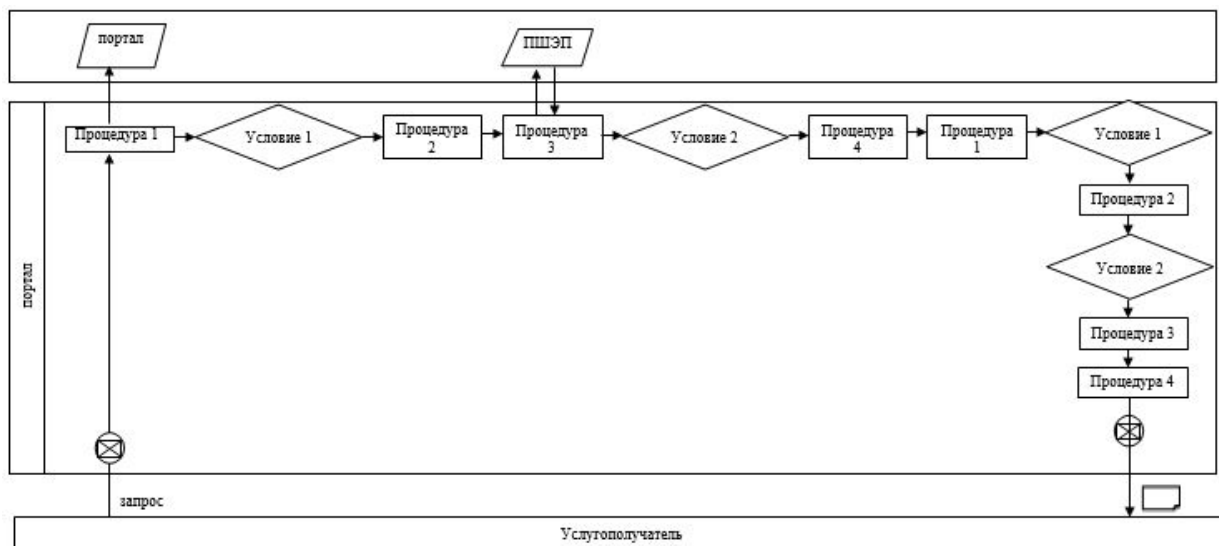 портал
ПШЭП
Процедура 1
Условие 1
Процедура
2
Процедура
3
Условие 2
Процедура
4
Процедура
1
Условие 1
Процедура 2
Условие 2
Процедура 3
Процедура 4
портал
запрос
Услугополучатель